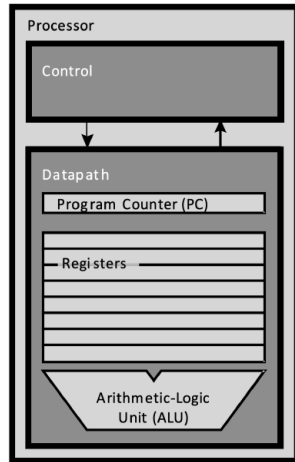 Processor
Control
Datapath
Program Counter (PC)
Registers
Arithmetic-Logic
Unit (ALU)